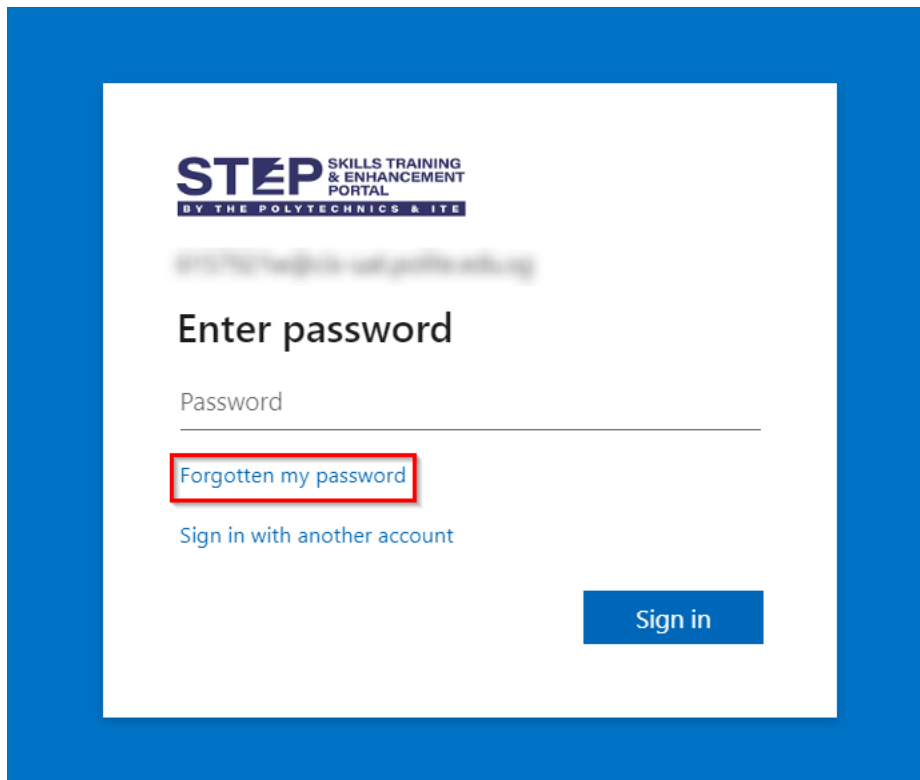 STEP SKILLS TRAINING
& ENHANCEMENT
PORTAL
BY THE POLYTECHNICS & ITE
Enter password
Password
Forgotten my password
Sign in with another account
Sign in